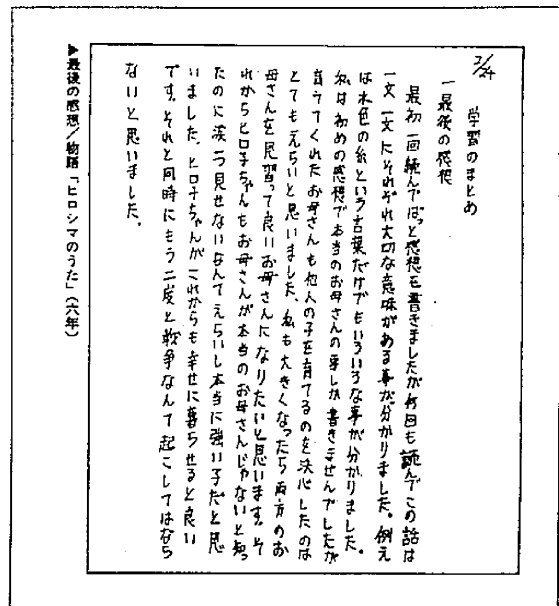 2/24
学習のまとめ
一 最後の感想
最初一回読んでぱっと感想を書きましたが何回も読んでこの話は
一文一文にそれぞれ大切な意味がある事が分かりました。例え
ば水色の糸という言葉だけでもいろいろな事が分かりました。
私は初めの感想で本当のお母さんの事しか書きませんでしたが
育ててくれたお母さんも他人の子を育てるのを決心したのは
とてもえらいと思いました。私も大きくなったら両方のお
母さんを見習って良いお母さんになりたいと思います。そ
れからヒロ子ちゃんもお母さんが本当のお母さんじゃないと知っ
たのに涙一つ見せないなんてえらいし本当に強い子だと思
いました。ヒロ子ちゃんがこれからも幸せに暮らせると良い
です。それと同時にもう二度と戦争なんて起こしてはなら
ないと思いました。
▶最後の感想/物語「ヒロシマのうた」(六年)